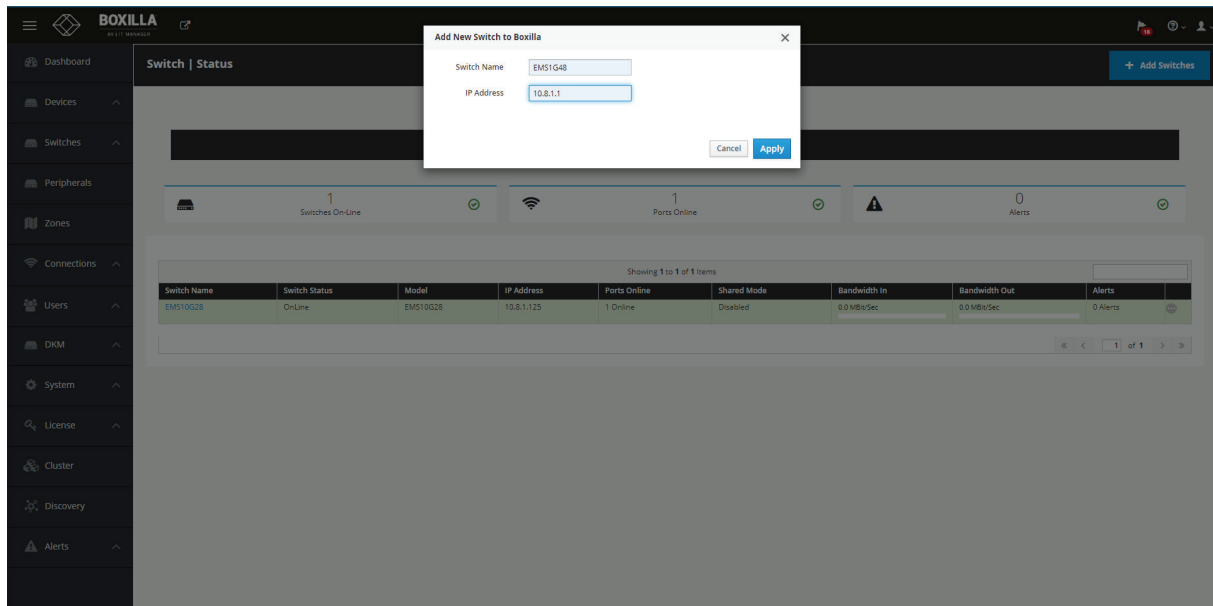 BOXILLA
Add New Switch to Boxilla
Switch Name EMS1G48
IP Address 10.8.1.1
Cancel Apply
18
Dashboard
Devices
Switches
Peripherals
Zones
Connections
Users
DKM
System
License
Cluster
Discovery
Alerts
Switch | Status
+ Add Switches
1
Switches On-Line
1
Ports Online
0
Alerts
Showing 1 to 1 of 1 Items
Switch Name Switch Status Model IP Address Ports Online Shared Mode Bandwidth In Bandwidth Out Alerts
EMS10G28 OnLine EMS10G28 10.8.1.125 1 Online Disabled 0.0 MBit/Sec 0.0 MBit/Sec 0 Alerts
« < 1 of 1 > »